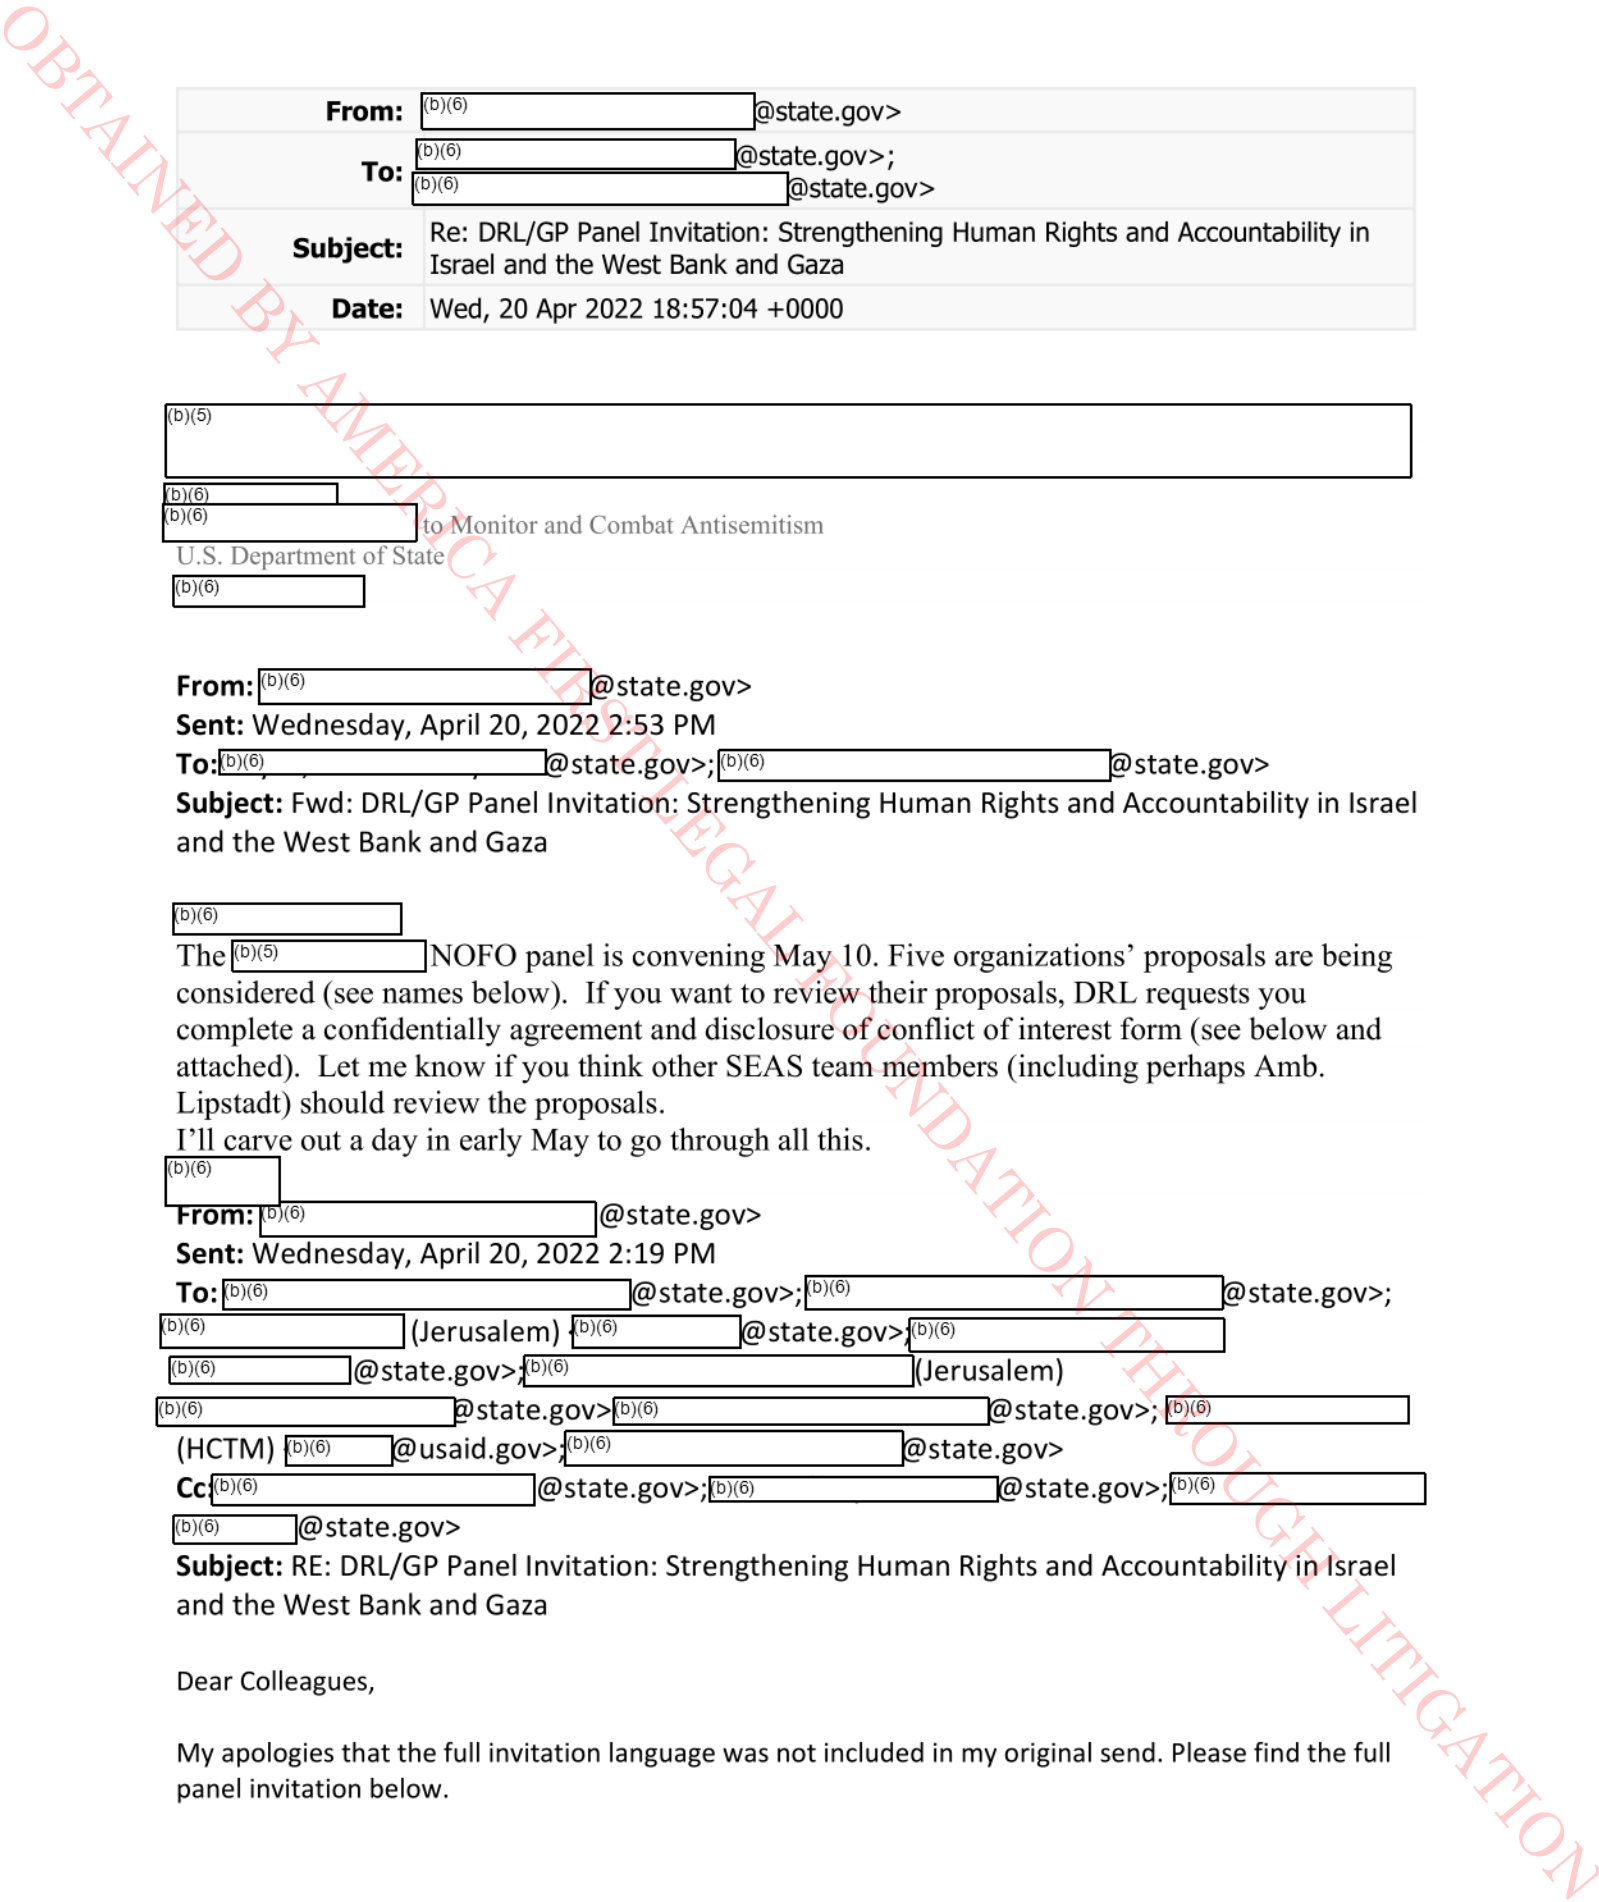 From: (b)(6) @state.gov>
To: (b)(6) @state.gov>;
(b)(6) @state.gov>
Subject: Re: DRL/GP Panel Invitation: Strengthening Human Rights and Accountability in
Israel and the West Bank and Gaza
Date: Wed, 20 Apr 2022 18:57:04 +0000
(b)(5)
(b)(6)
(b)(6) to Monitor and Combat Antisemitism
U.S. Department of State
(b)(6)
From: (b)(6) @state.gov>
Sent: Wednesday, April 20, 2022 2:53 PM
To: (b)(6) @state.gov>; (b)(6) @state.gov>
Subject: Fwd: DRL/GP Panel Invitation: Strengthening Human Rights and Accountability in Israel
and the West Bank and Gaza
(b)(6)
The (b)(5) NOFO panel is convening May 10. Five organizations’ proposals are being
considered (see names below).  If you want to review their proposals, DRL requests you
complete a confidentially agreement and disclosure of conflict of interest form (see below and
attached).  Let me know if you think other SEAS team members (including perhaps Amb.
Lipstadt) should review the proposals.
I’ll carve out a day in early May to go through all this.
(b)(6)
From: (b)(6) @state.gov>
Sent: Wednesday, April 20, 2022 2:19 PM
To: (b)(6) @state.gov>; (b)(6) @state.gov>;
(b)(6) (Jerusalem) (b)(6) @state.gov>; (b)(6)
(b)(6) @state.gov>; (b)(6) (Jerusalem)
(b)(6) @state.gov> (b)(6) @state.gov>; (b)(6)
(HCTM) (b)(6) @usaid.gov>; (b)(6) @state.gov>
Cc: (b)(6) @state.gov>; (b)(6) @state.gov>; (b)(6)
(b)(6) @state.gov>
Subject: RE: DRL/GP Panel Invitation: Strengthening Human Rights and Accountability in Israel
and the West Bank and Gaza
Dear Colleagues,
My apologies that the full invitation language was not included in my original send. Please find the full
panel invitation below.
OBTAINED BY AMERICA FIRST LEGAL FOUNDATION THROUGH LITIGATION